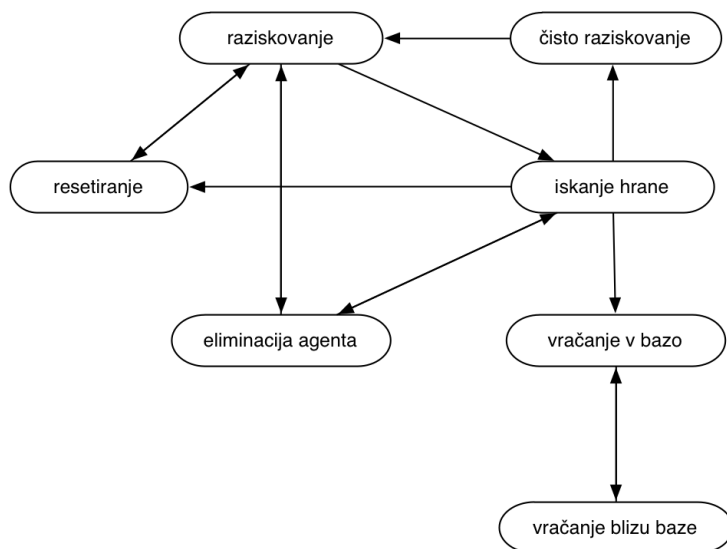 raziskovanje
čisto raziskovanje
resetiranje
iskanje hrane
eliminacija agenta
vračanje v bazo
vračanje blizu baze